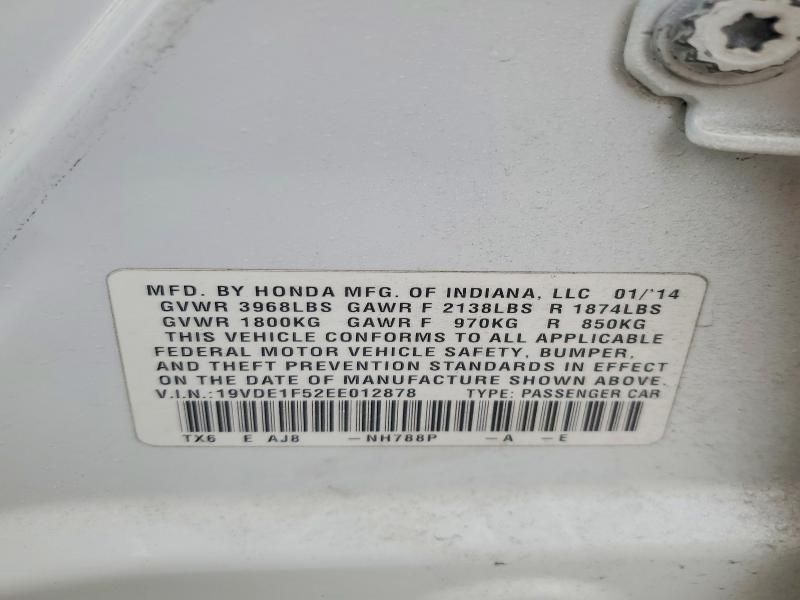 MFD. BY HONDA MFG. OF INDIANA, LLC 01/'14
GVWR 3968LBS GAWR F 2138LBS R 1874LBS
GVWR 1800KG GAWR F 970KG R 850KG
THIS VEHICLE CONFORMS TO ALL APPLICABLE
FEDERAL MOTOR VEHICLE SAFETY, BUMPER,
AND THEFT PREVENTION STANDARDS IN EFFECT
ON THE DATE OF MANUFACTURE SHOWN ABOVE.
V.I.N.:19VDE1F52EE012878 TYPE: PASSENGER CAR
TX6 E AJ8 -NH788P -A -E